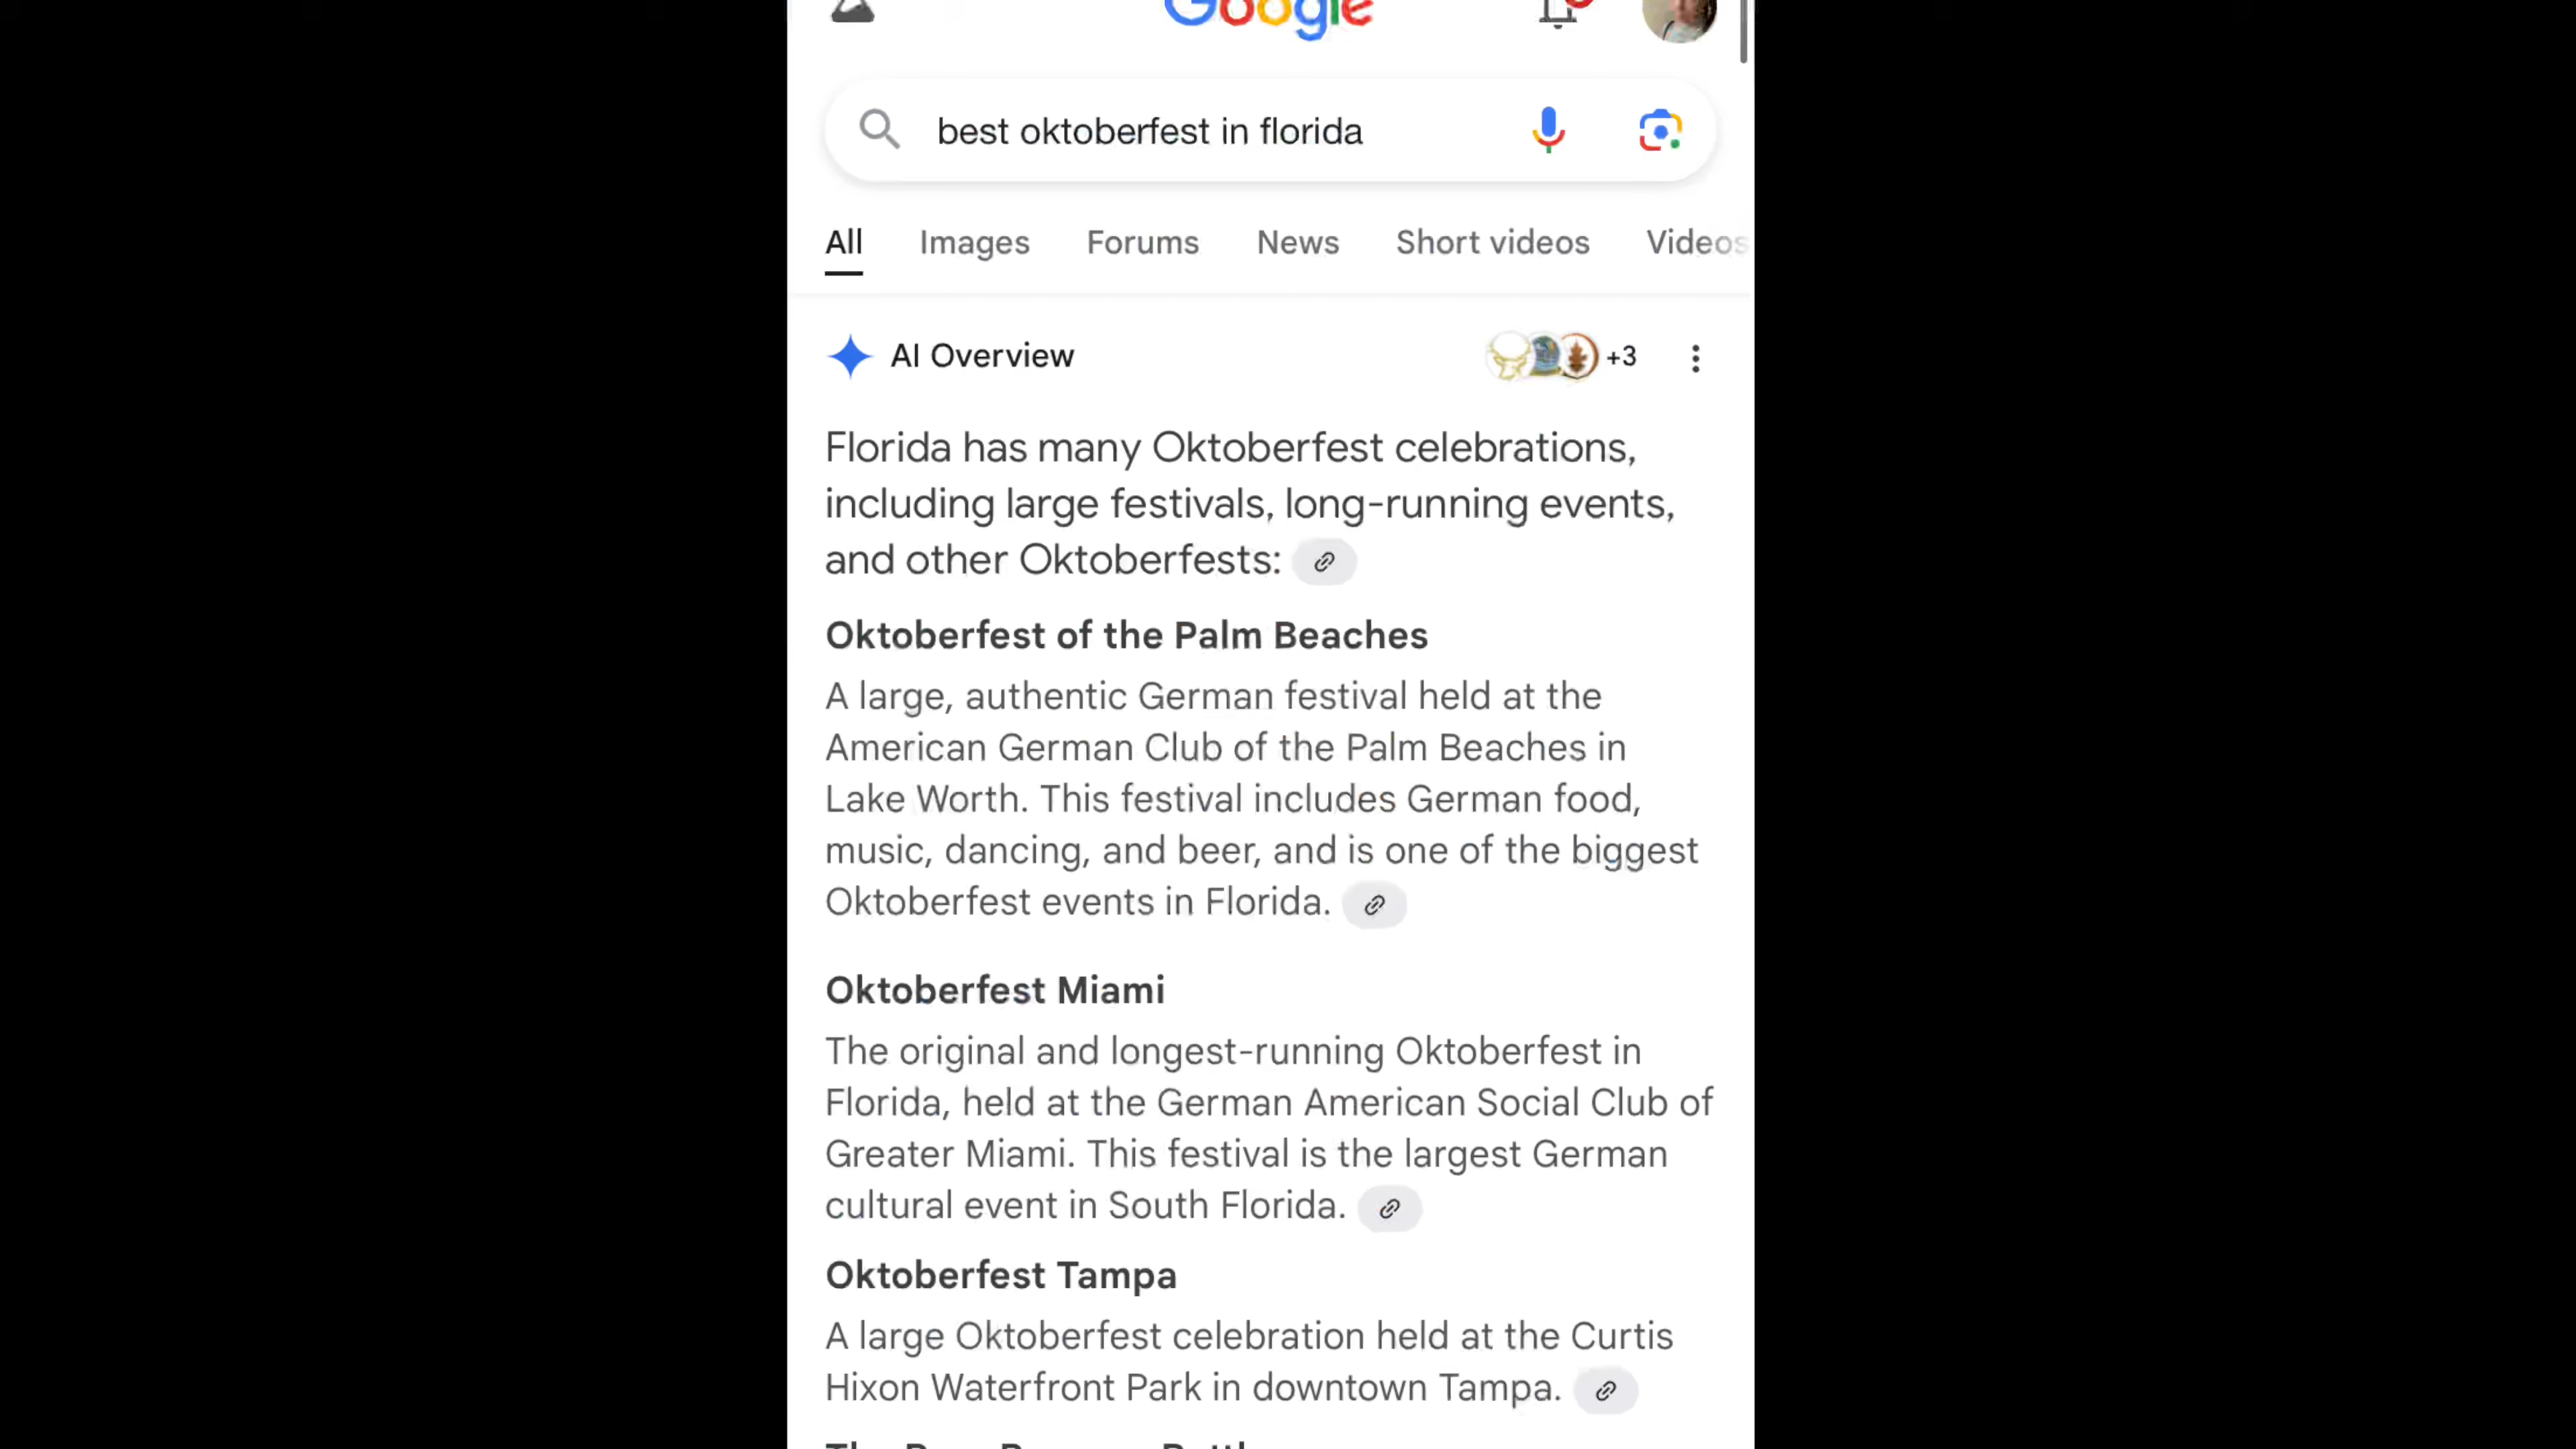 Google
best oktoberfest in florida
All Images Forums News Short videos Videos
AI Overview +3
Florida has many Oktoberfest celebrations,
including large festivals, long-running events,
and other Oktoberfests:
Oktoberfest of the Palm Beaches
A large, authentic German festival held at the
American German Club of the Palm Beaches in
Lake Worth. This festival includes German food,
music, dancing, and beer, and is one of the biggest
Oktoberfest events in Florida.
Oktoberfest Miami
The original and longest-running Oktoberfest in
Florida, held at the German American Social Club of
Greater Miami. This festival is the largest German
cultural event in South Florida.
Oktoberfest Tampa
A large Oktoberfest celebration held at the Curtis
Hixon Waterfront Park in downtown Tampa.